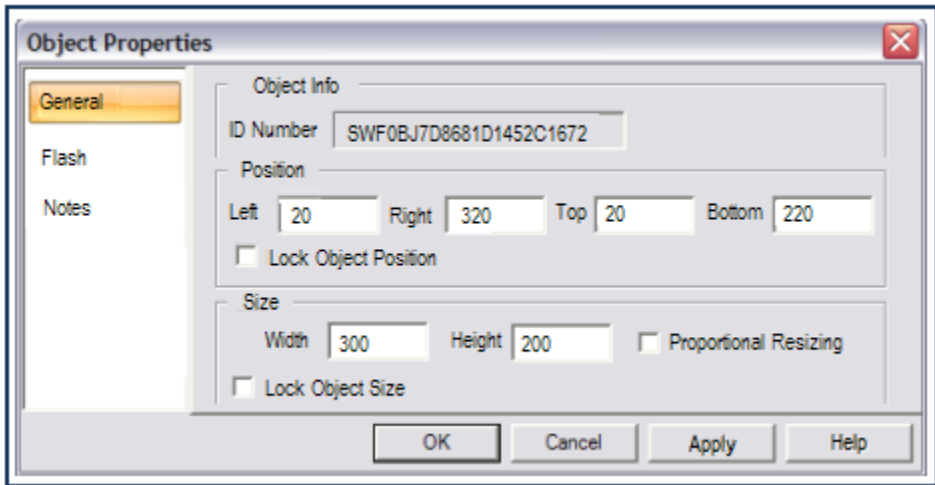 Object Properties
General
Flash
Notes
Object Info
ID Number SWF0BJ7D8681D1452C1672
Position
Left 20 Right 320 Top 20 Bottom 220
Lock Object Position
Size
Width 300 Height 200 Proportional Resizing
Lock Object Size
OK Cancel Apply Help